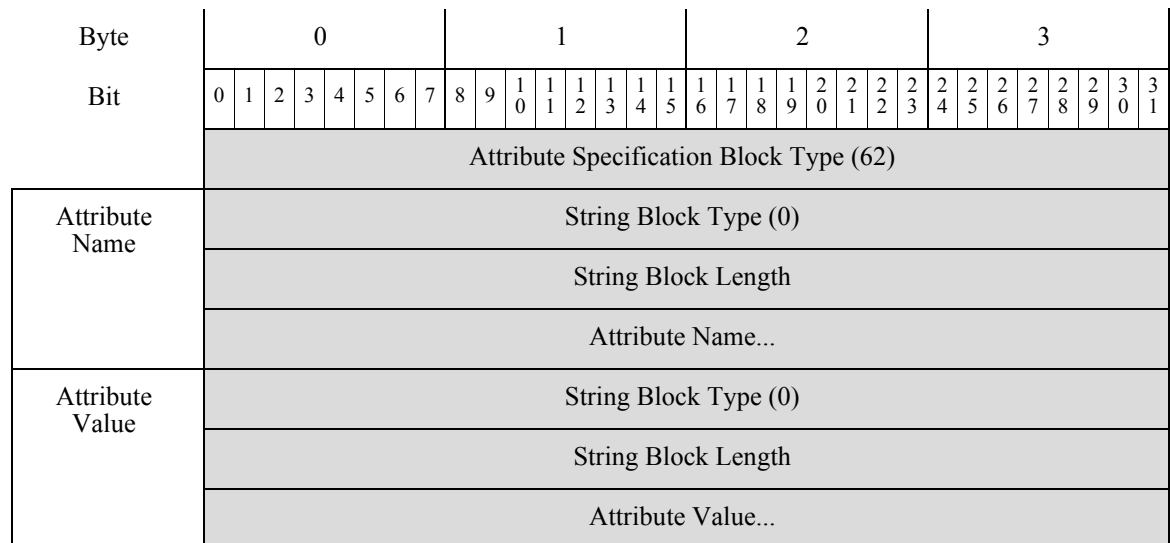 Byte 0 1 2 3
Bit 0 1 2 3 4 5 6 7 8 9 10 11 12 13 14 15 16 17 18 19 20 21 22 23 24 25 26 27 28 29 30 31
Attribute Specification Block Type (62)
Attribute
Name
String Block Type (0)
String Block Length
Attribute Name...
Attribute
Value
String Block Type (0)
String Block Length
Attribute Value...